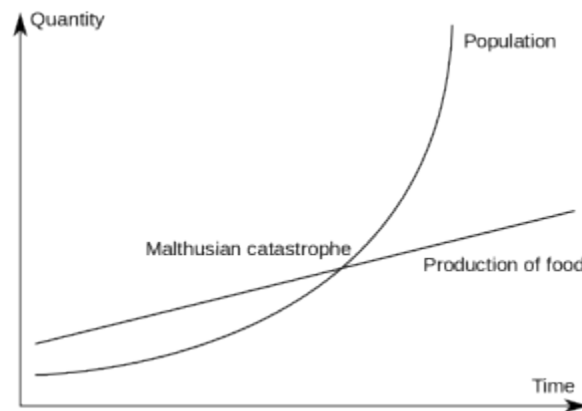 Quantity
Population
Malthusian catastrophe
Production of food
Time